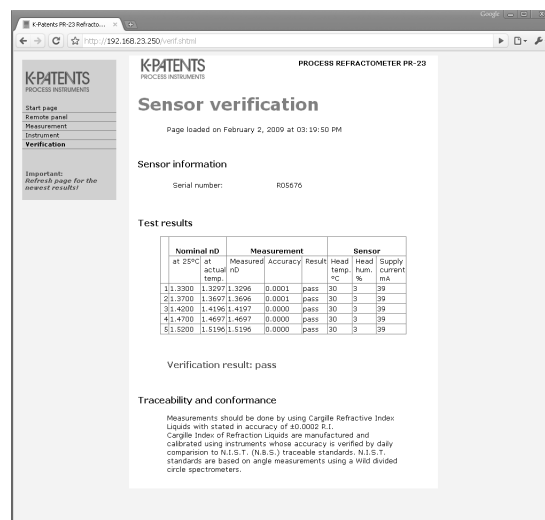 Google
K-Patents PR-23 Refracto...
http://192.168.23.250/verif.shtml
K-PATENTS
PROCESS INSTRUMENTS
Start page
Remote panel
Measurement
Instrument
Verification
Important:
Refresh page for the
newest results!
K-PATENTS
PROCESS INSTRUMENTS
PROCESS REFRACTOMETER PR-23
Sensor verification
Page loaded on February 2, 2009 at 03:19:50 PM
Sensor information
Serial number: R05676
Test results
Nominal nD Measurement Sensor
at 25°C at actual temp. Measured nD Accuracy Result Head temp. °C Head hum. % Supply current mA
1 1.3300 1.3297 1.3296 0.0001 pass 30 3 39
2 1.3700 1.3697 1.3696 0.0001 pass 30 3 39
3 1.4200 1.4196 1.4197 0.0000 pass 30 3 39
4 1.4700 1.4697 1.4697 0.0000 pass 30 3 39
5 1.5200 1.5196 1.5196 0.0000 pass 30 3 39
Verification result: pass
Traceability and conformance
Measurements should be done by using Cargille Refractive Index
Liquids with stated in accuracy of ±0.0002 R.I.
Cargille Index of Refraction Liquids are manufactured and
calibrated using instruments whose accuracy is verified by daily
comparision to N.I.S.T. (N.B.S.) traceable standards. N.I.S.T.
standards are based on angle measurements using a Wild divided
circle spectrometers.